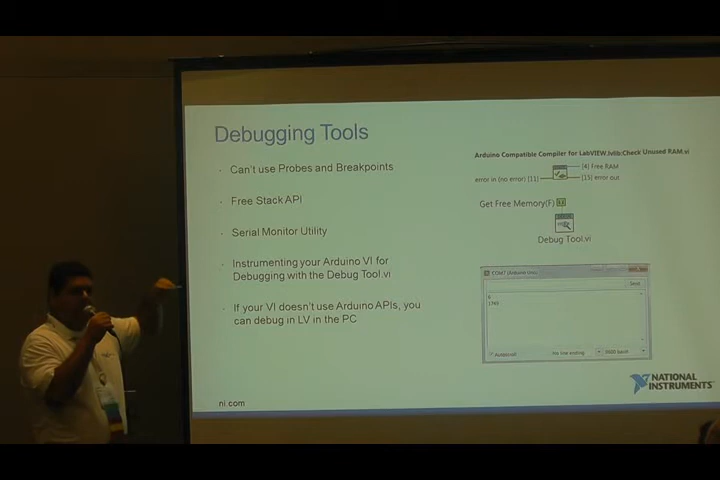 Debugging Tools
Can't use Probes and Breakpoints
Free Stack API
Serial Monitor Utility
Instrumenting your Arduino VI for
Debugging with the Debug Tool.vi
If your VI doesn't use Arduino APIs, you
can debug in LV in the PC
ni.com
Arduino Compatible Compiler for LabVIEW.lvlib:Check Unused RAM.vi
[4] Free RAM
error in (no error) [11]
[15] error out
Get Free Memory(F)
Debug Tool.vi
Send
1749
Autoscroll
No line ending
9600 baud
NATIONAL
INSTRUMENTS